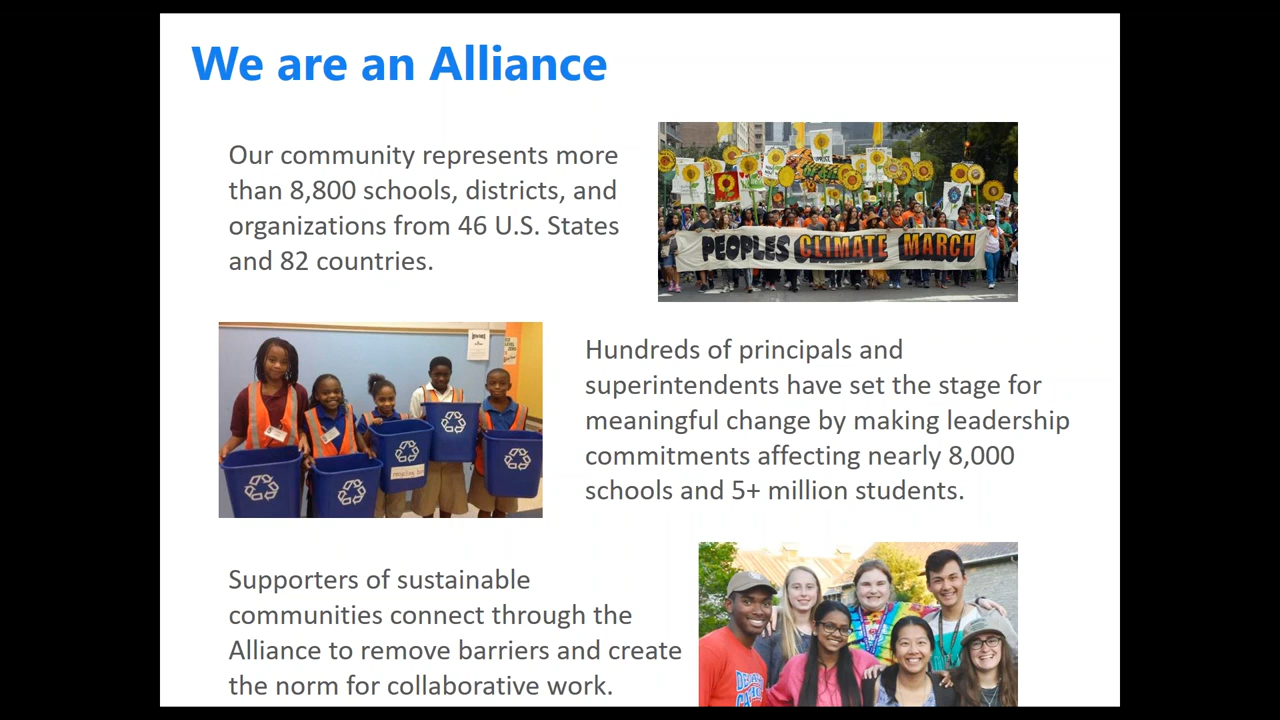 We are an Alliance
Our community represents more
than 8,800 schools, districts, and
organizations from 46 U.S. States
and 82 countries.
PEOPLES CLIMATE MARCH
Hundreds of principals and
superintendents have set the stage for
meaningful change by making leadership
commitments affecting nearly 8,000
schools and 5+ million students.
Supporters of sustainable
communities connect through the
Alliance to remove barriers and create
the norm for collaborative work.